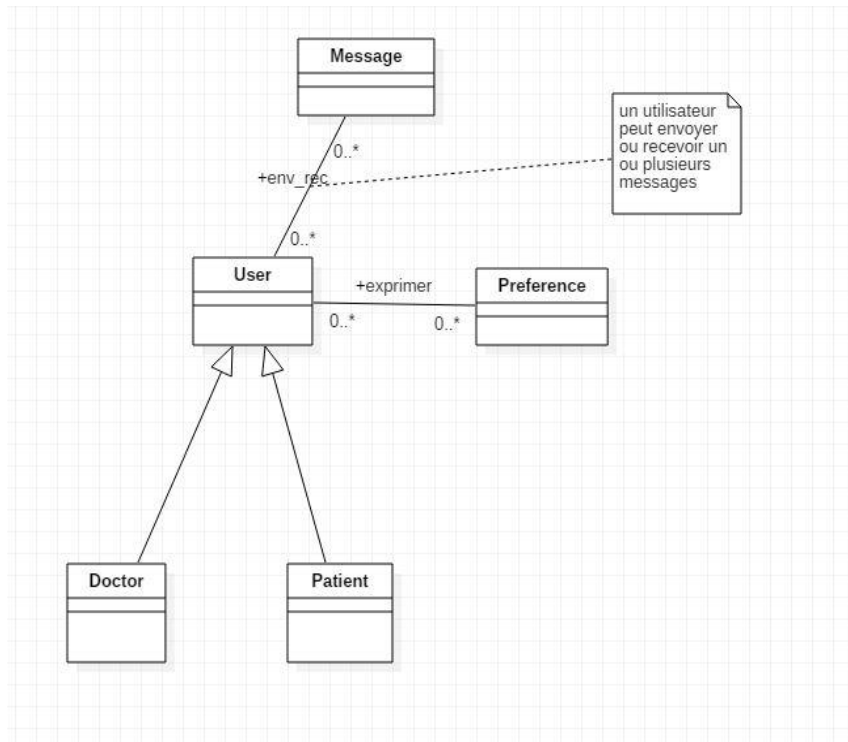 Message
un utilisateur
peut envoyer
ou recevoir un
ou plusieurs
messages
0..*
+env_rec
0..*
User
+exprimer
Preference
0..*
0..*
Doctor
Patient